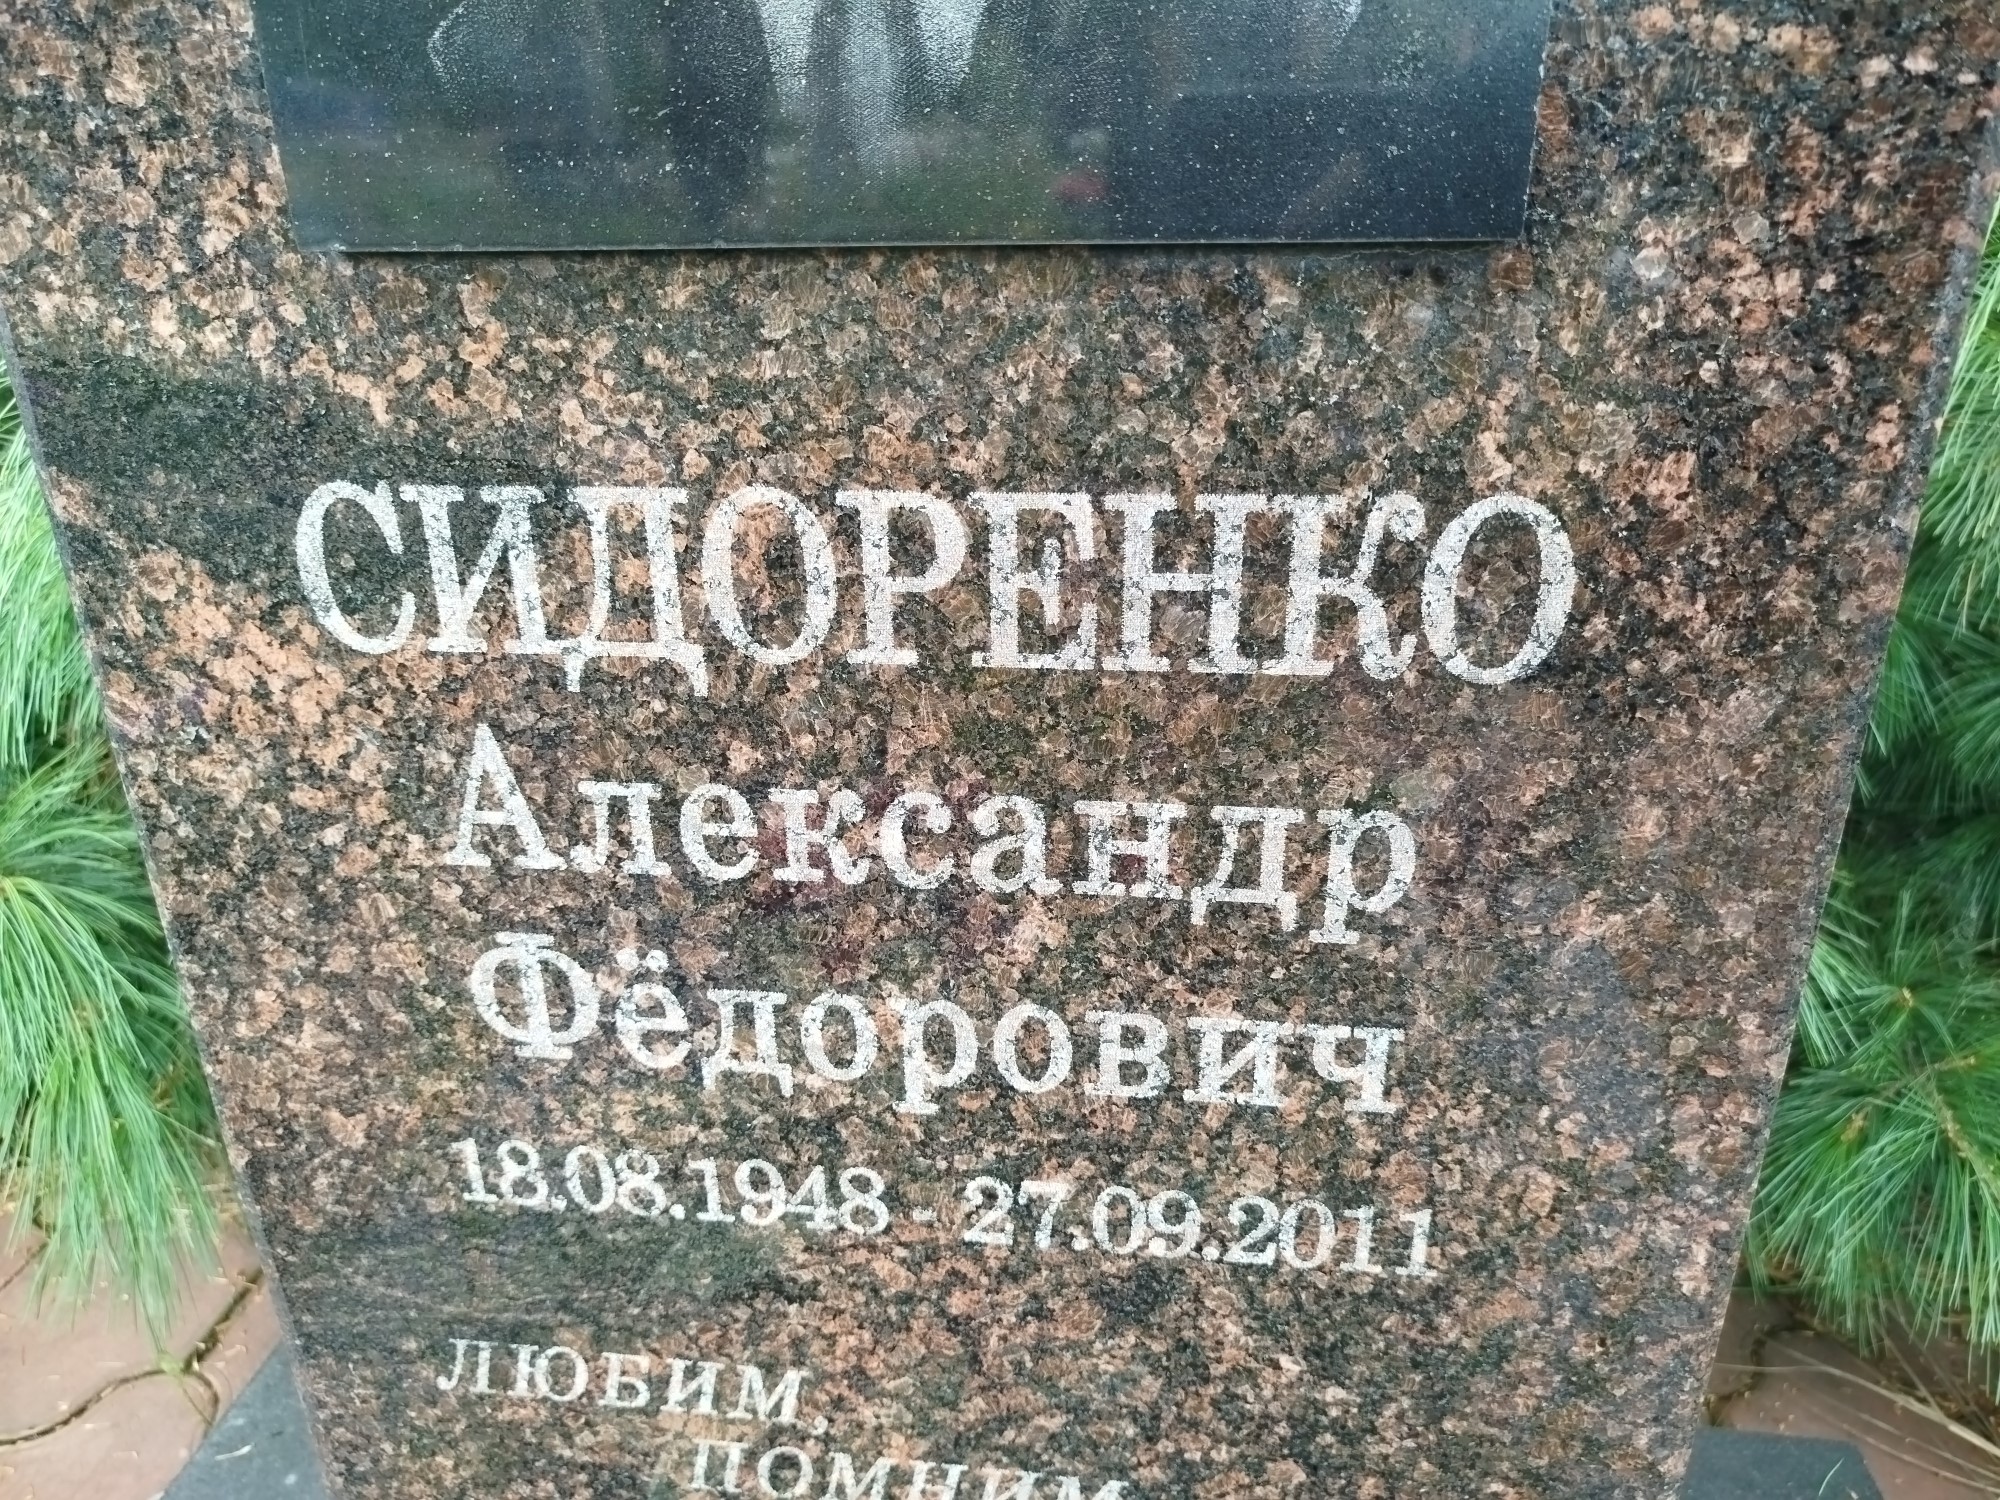 СИДОРЕНКО
Александр
Фёдорович
18.08.1948 - 27.09.2011
ЛЮБИМ,
ПОМНИМ